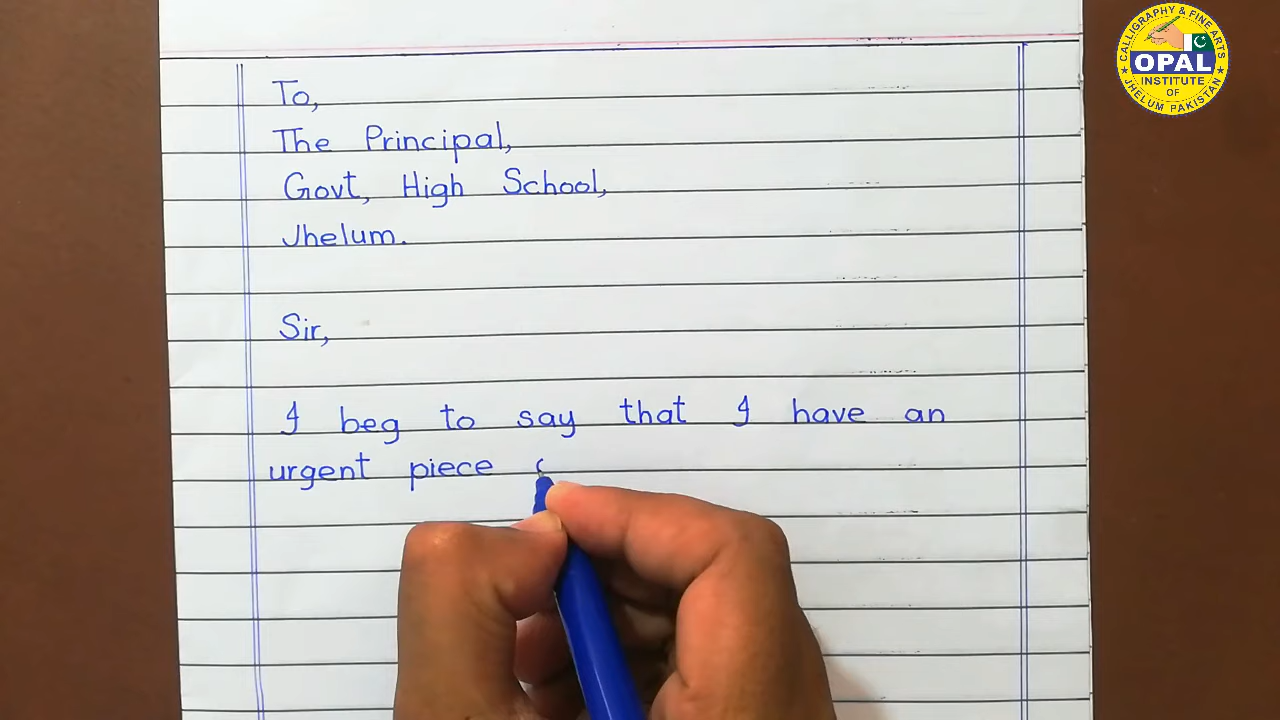 To,
The Principal,
Govt, High School,
Jhelum.
Sir,
I beg to say that I have an
urgent piece
CALLIGRAPHY & FINE ARTS
OPAL
INSTITUTE
OF
JHELUM PAKISTAN